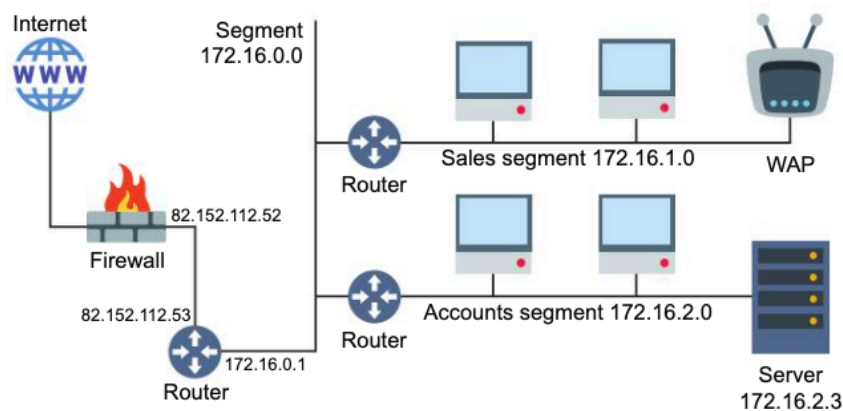 Internet
WWW
Segment
172.16.0.0
Router
Sales segment 172.16.1.0
WAP
82.152.112.52
Firewall
82.152.112.53
Router
172.16.0.1
Router
Accounts segment 172.16.2.0
Server
172.16.2.3